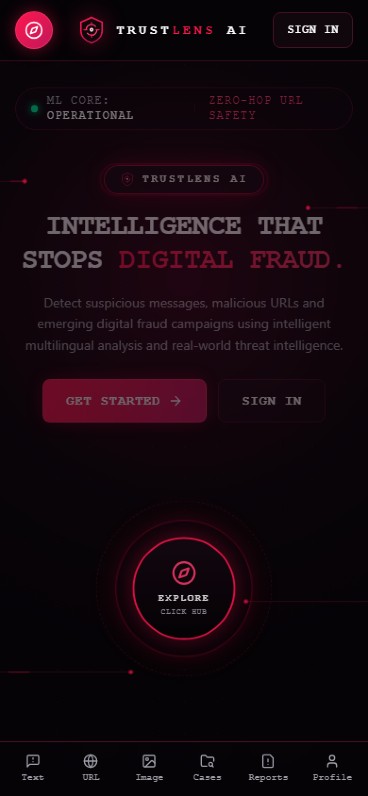 TRUSTLENS AI
SIGN IN
ML CORE:
OPERATIONAL
ZERO-HOP URL
SAFETY
TRUSTLENS AI
INTELLIGENCE THAT
STOPS DIGITAL FRAUD.
Detect suspicious messages, malicious URLs and
emerging digital fraud campaigns using intelligent
multilingual analysis and real-world threat intelligence.
GET STARTED →
SIGN IN
EXPLORE
CLICK HUB
Text
URL
Image
Cases
Reports
Profile